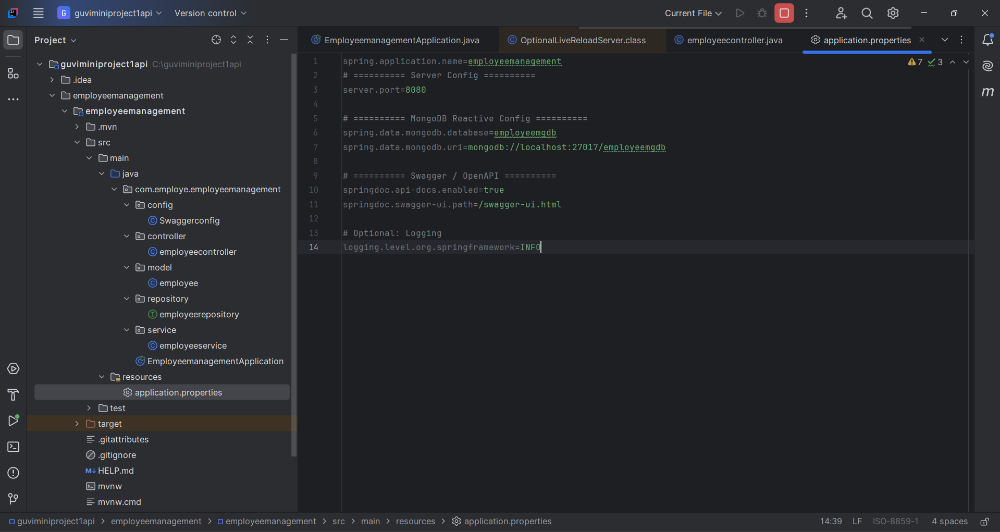 G guviminiproject1api Version control Current File
Project
guviminiproject1api C:\guviminiproject1api
.idea
employeemanagement
employeemanagement
.mvn
src
main
java
com.employe.employeemanagement
config
Swaggerconfig
controller
employeecontroller
model
employee
repository
employeerepository
service
employeeservice
EmployeemanagementApplication
resources
application.properties
test
target
.gitattributes
.gitignore
M↓ HELP.md
mvnw
mvnw.cmd
EmployeemanagementApplication.java OptionalLiveReloadServer.class employeecontroller.java application.properties
7 3
1 spring.application.name=employeemanagement
2 # ========== Server Config ==========
3 server.port=8080
4
5 # ========== MongoDB Reactive Config ==========
6 spring.data.mongodb.database=employeemgdb
7 spring.data.mongodb.uri=mongodb://localhost:27017/employeemgdb
8
9 # ========== Swagger / OpenAPI ==========
10 springdoc.api-docs.enabled=true
11 springdoc.swagger-ui.path=/swagger-ui.html
12
13 # Optional: Logging
14 logging.level.org.springframework=INFO
m
guviminiproject1api > employeemanagement > employeemanagement > src > main > resources > application.properties 14:39 LF ISO-8859-1 4 spaces